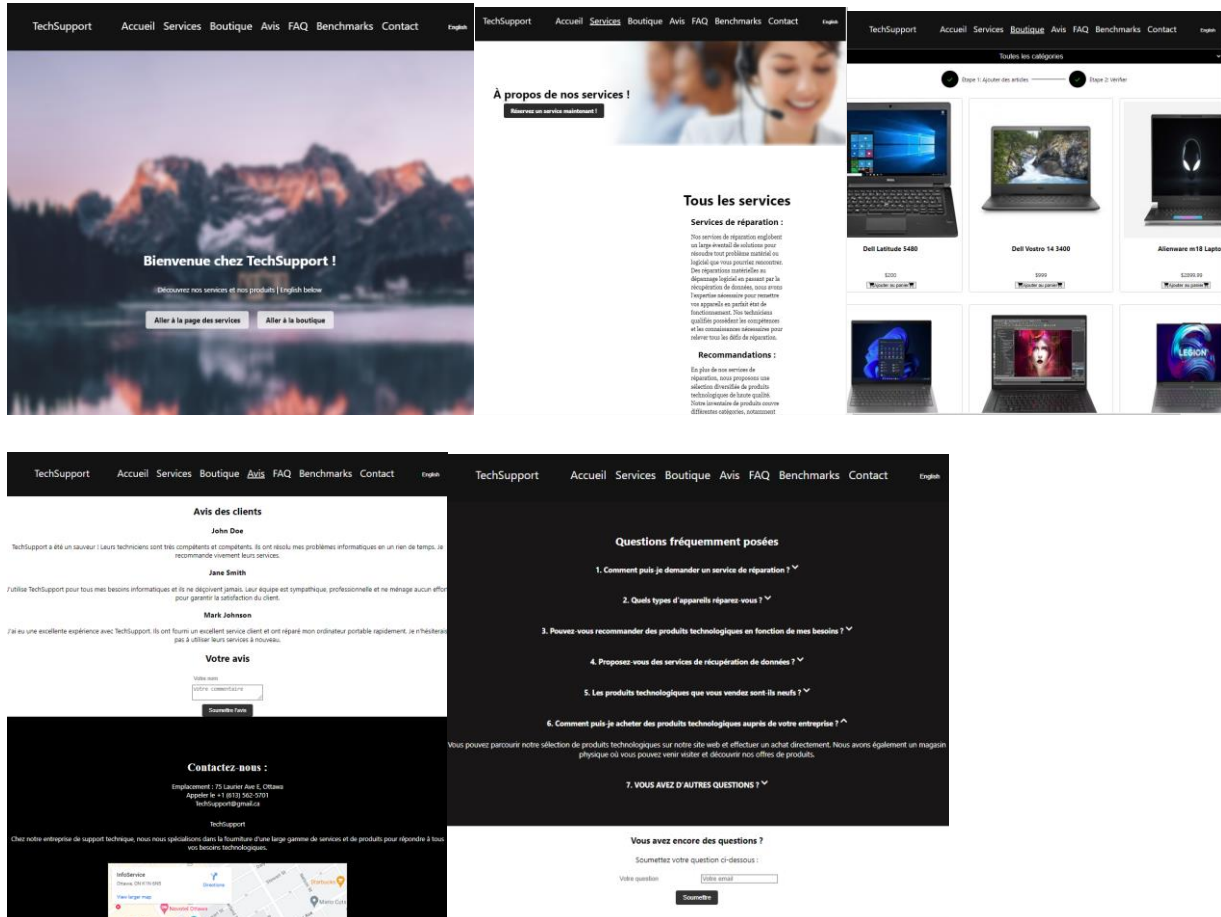 TechSupport Accueil Services Boutique Avis FAQ Benchmarks Contact English
Bienvenue chez TechSupport !
Découvrez nos services et nos produits | English below
Aller à la page des services Aller à la boutique
TechSupport Accueil Services Boutique Avis FAQ Benchmarks Contact English
À propos de nos services !
Réservez un service maintenant !
Tous les services
Services de réparation :
Nos services de réparation englobent
un large éventail de solutions pour
résoudre tout problème matériel ou
logiciel que vous pourriez rencontrer.
Des réparations matérielles au
dépannage logiciel en passant par la
récupération de données, nous avons
l'expertise nécessaire pour remettre
vos appareils en parfait état de
fonctionnement. Nos techniciens
qualifiés possèdent les compétences
et les connaissances nécessaires pour
relever tous les défis de réparation.
Recommandations :
En plus de nos services de
réparation, nous proposons une
sélection diversifiée de produits
technologiques de haute qualité.
Notre inventaire de produits couvre
différentes catégories, notamment
TechSupport Accueil Services Boutique Avis FAQ Benchmarks Contact English
Toutes les catégories
Étape 1: Ajouter des articles Étape 2: Vérifier
Dell Latitude 5480 Dell Vostro 14 3400 Alienware m18 Lapto
$200 $999 $2899.99
Ajouter au panier Ajouter au panier Ajouter au panier
LEGION
TechSupport Accueil Services Boutique Avis FAQ Benchmarks Contact English
Avis des clients
John Doe
TechSupport a été un sauveur ! Leurs techniciens sont très compétents et compétents. Ils ont résolu mes problèmes informatiques en un rien de temps. Je
recommande vivement leurs services.
Jane Smith
J'utilise TechSupport pour tous mes besoins informatiques et ils ne déçoivent jamais. Leur équipe est sympathique, professionnelle et ne ménage aucun effort
pour garantir la satisfaction du client.
Mark Johnson
J'ai eu une excellente expérience avec TechSupport. Ils ont fourni un excellent service client et ont réparé mon ordinateur portable rapidement. Je n'hésiterais
pas à utiliser leurs services à nouveau.
Votre avis
Votre nom
Votre commentaire
Soumettre l'avis
Contactez-nous :
Emplacement : 75 Laurier Ave E, Ottawa
Appeler le +1 (613) 562-5701
TechSupport@gmail.ca
TechSupport
Chez notre entreprise de support technique, nous nous spécialisons dans la fourniture d'une large gamme de services et de produits pour répondre à tous
vos besoins technologiques.
InfoService
Ottawa, ON K1N 6N5
Directions
View larger map
Starbucks
Novotel Ottawa
TechSupport Accueil Services Boutique Avis FAQ Benchmarks Contact English
Questions fréquemment posées
1. Comment puis-je demander un service de réparation ?
2. Quels types d'appareils réparez-vous ?
3. Pouvez-vous recommander des produits technologiques en fonction de mes besoins ?
4. Proposez-vous des services de récupération de données ?
5. Les produits technologiques que vous vendez sont-ils neufs ?
6. Comment puis-je acheter des produits technologiques auprès de votre entreprise ?
Vous pouvez parcourir notre sélection de produits technologiques sur notre site web et effectuer un achat directement. Nous avons également un magasin
physique où vous pouvez venir visiter et découvrir nos offres de produits.
7. VOUS AVEZ D'AUTRES QUESTIONS ?
Vous avez encore des questions ?
Soumettez votre question ci-dessous :
Votre question Votre email
Soumettre